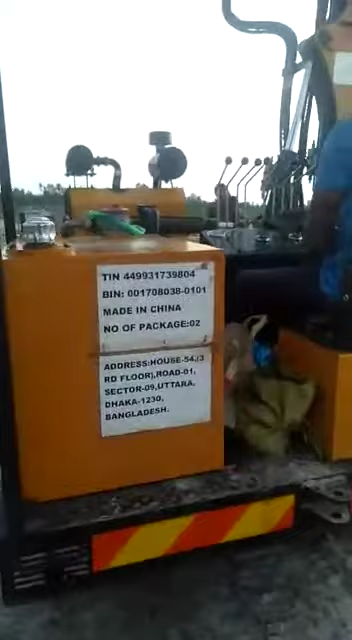 TIN 449931739804
BIN: 001708038-0101
MADE IN CHINA
NO OF PACKAGE:02
ADDRESS:HOUSE-54,(3
RD FLOOR),ROAD-01,
SECTOR-09,UTTARA,
DHAKA-1230,
BANGLADESH.